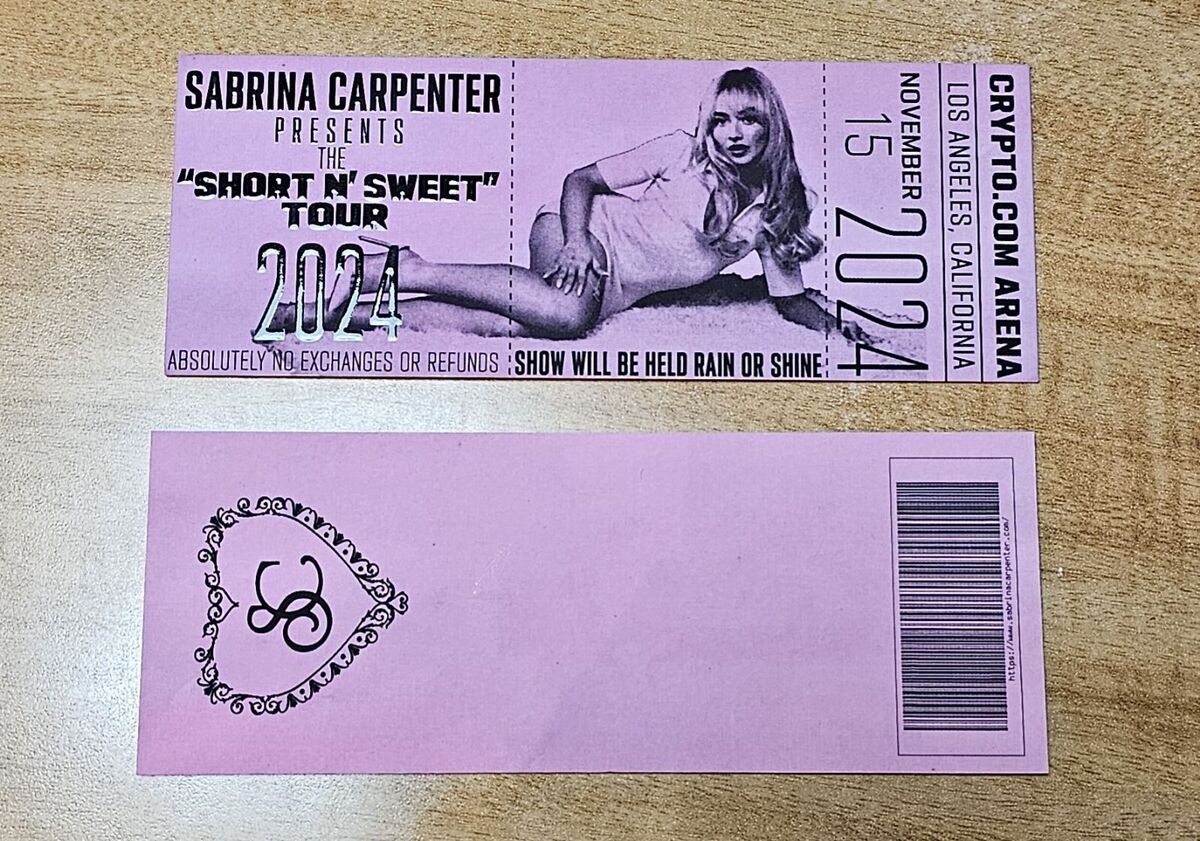 SABRINA CARPENTER
PRESENTS
THE
"SHORT N' SWEET"
TOUR
2024
ABSOLUTELY NO EXCHANGES OR REFUNDS
SHOW WILL BE HELD RAIN OR SHINE
NOVEMBER
15
2024
LOS ANGELES, CALIFORNIA
CRYPTO.COM ARENA
SC
https://www.sabrinacarpenter.com/